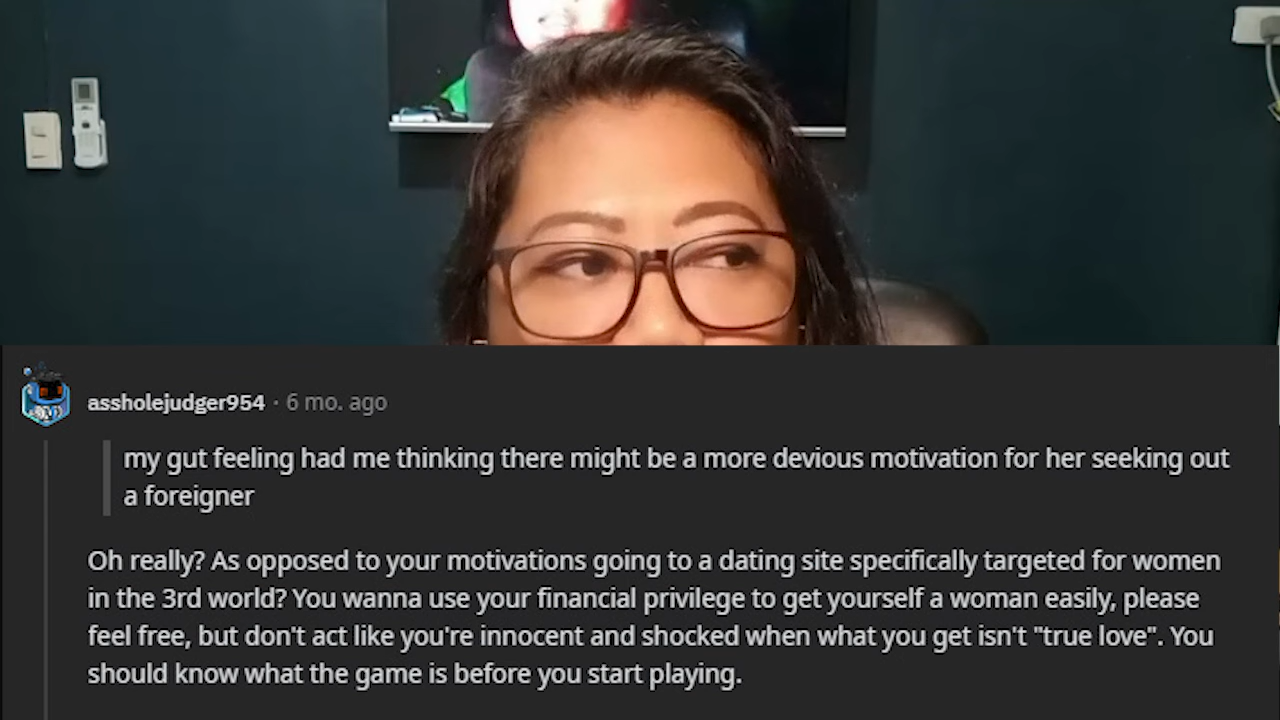 assholejudger954 · 6 mo. ago
my gut feeling had me thinking there might be a more devious motivation for her seeking out
a foreigner
Oh really? As opposed to your motivations going to a dating site specifically targeted for women
in the 3rd world? You wanna use your financial privilege to get yourself a woman easily, please
feel free, but don't act like you're innocent and shocked when what you get isn't "true love". You
should know what the game is before you start playing.